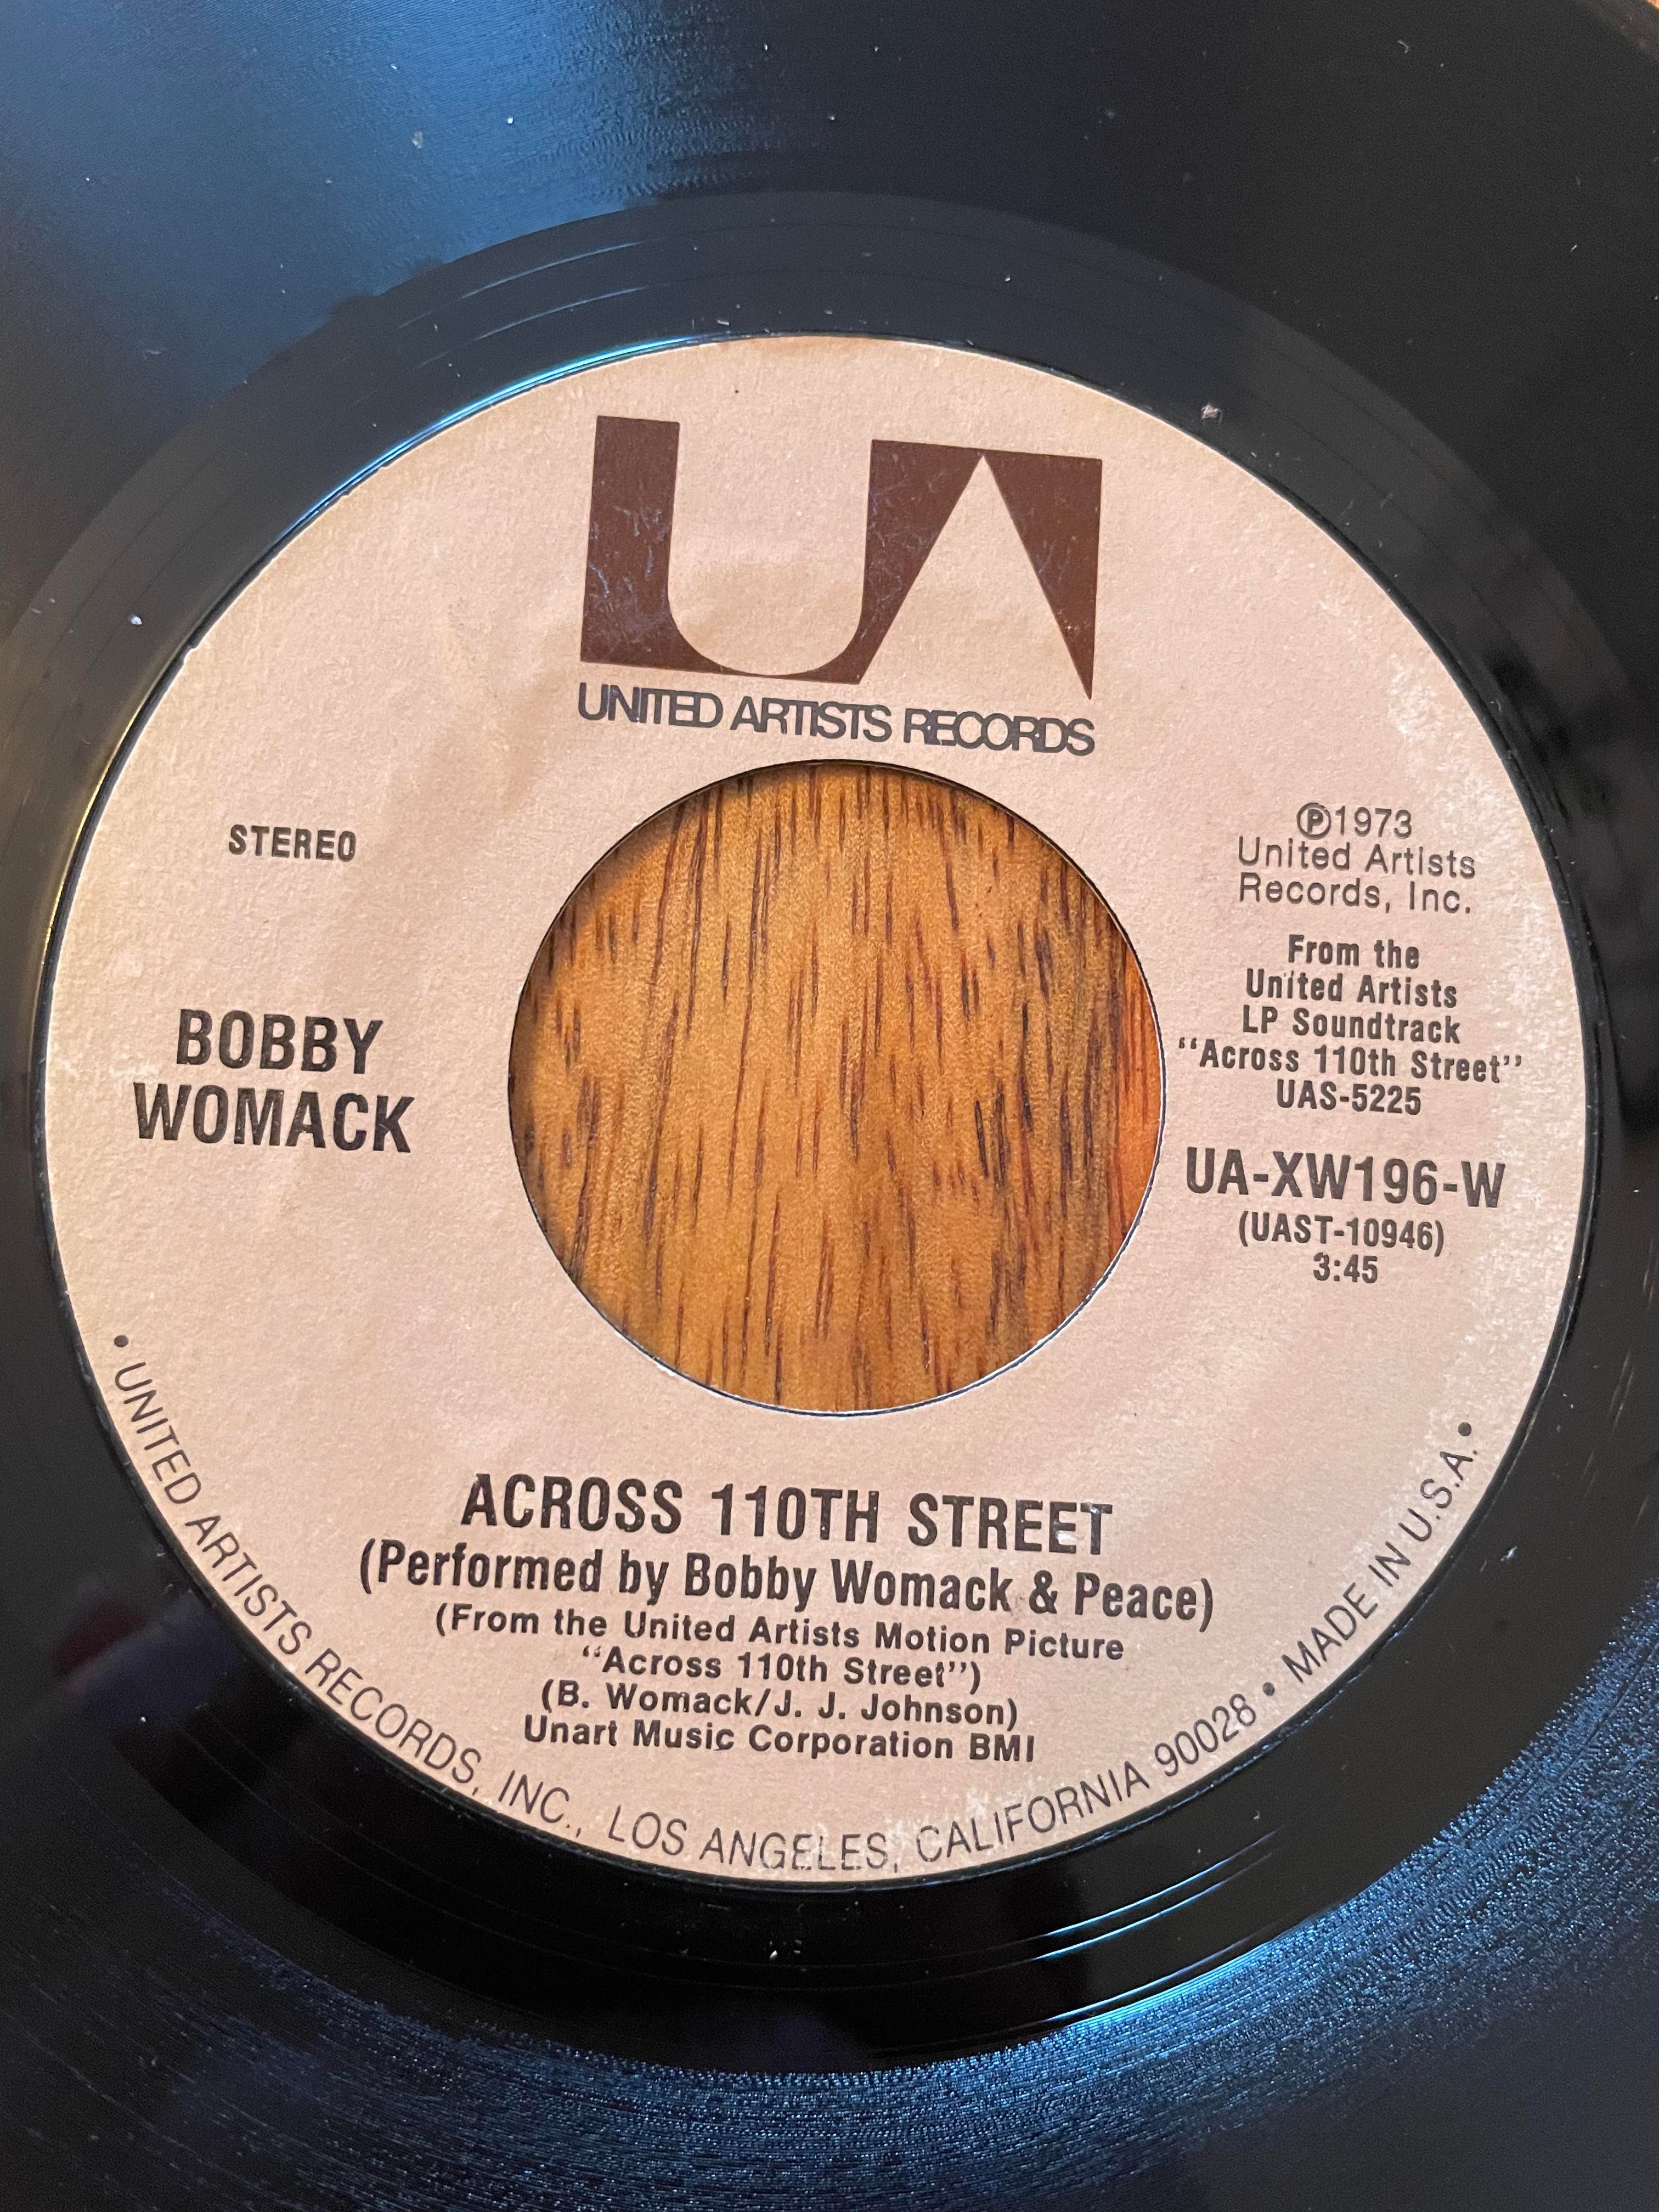 UA
UNITED ARTISTS RECORDS
STEREO
BOBBY
WOMACK
℗1973
United Artists
Records, Inc.
From the
United Artists
LP Soundtrack
“Across 110th Street”
UAS-5225
UA-XW196-W
(UAST-10946)
3:45
ACROSS 110TH STREET
(Performed by Bobby Womack & Peace)
(From the United Artists Motion Picture
“Across 110th Street”)
(B. Womack/J. J. Johnson)
Unart Music Corporation BMI
• UNITED ARTISTS RECORDS, INC., LOS ANGELES, CALIFORNIA 90028 • MADE IN U.S.A. •